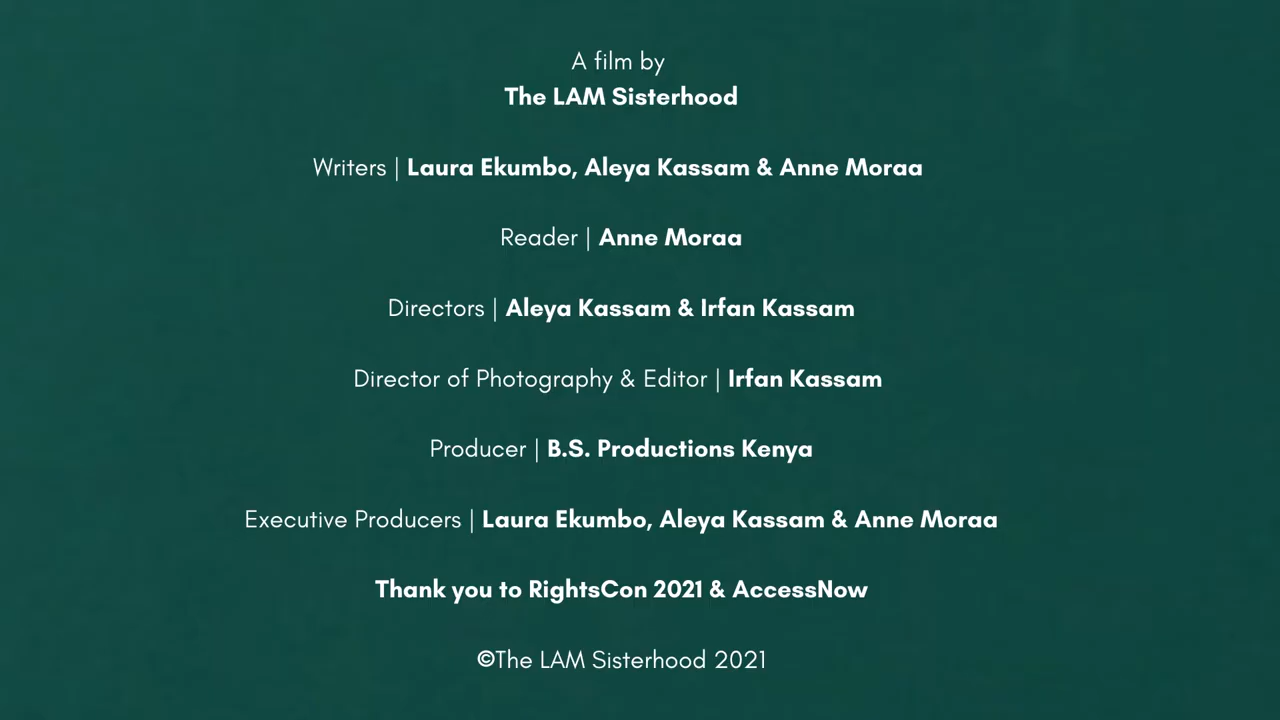 A film by
The LAM Sisterhood
Writers | Laura Ekumbo, Aleya Kassam & Anne Moraa
Reader | Anne Moraa
Directors | Aleya Kassam & Irfan Kassam
Director of Photography & Editor | Irfan Kassam
Producer | B.S. Productions Kenya
Executive Producers | Laura Ekumbo, Aleya Kassam & Anne Moraa
Thank you to RightsCon 2021 & AccessNow
©The LAM Sisterhood 2021